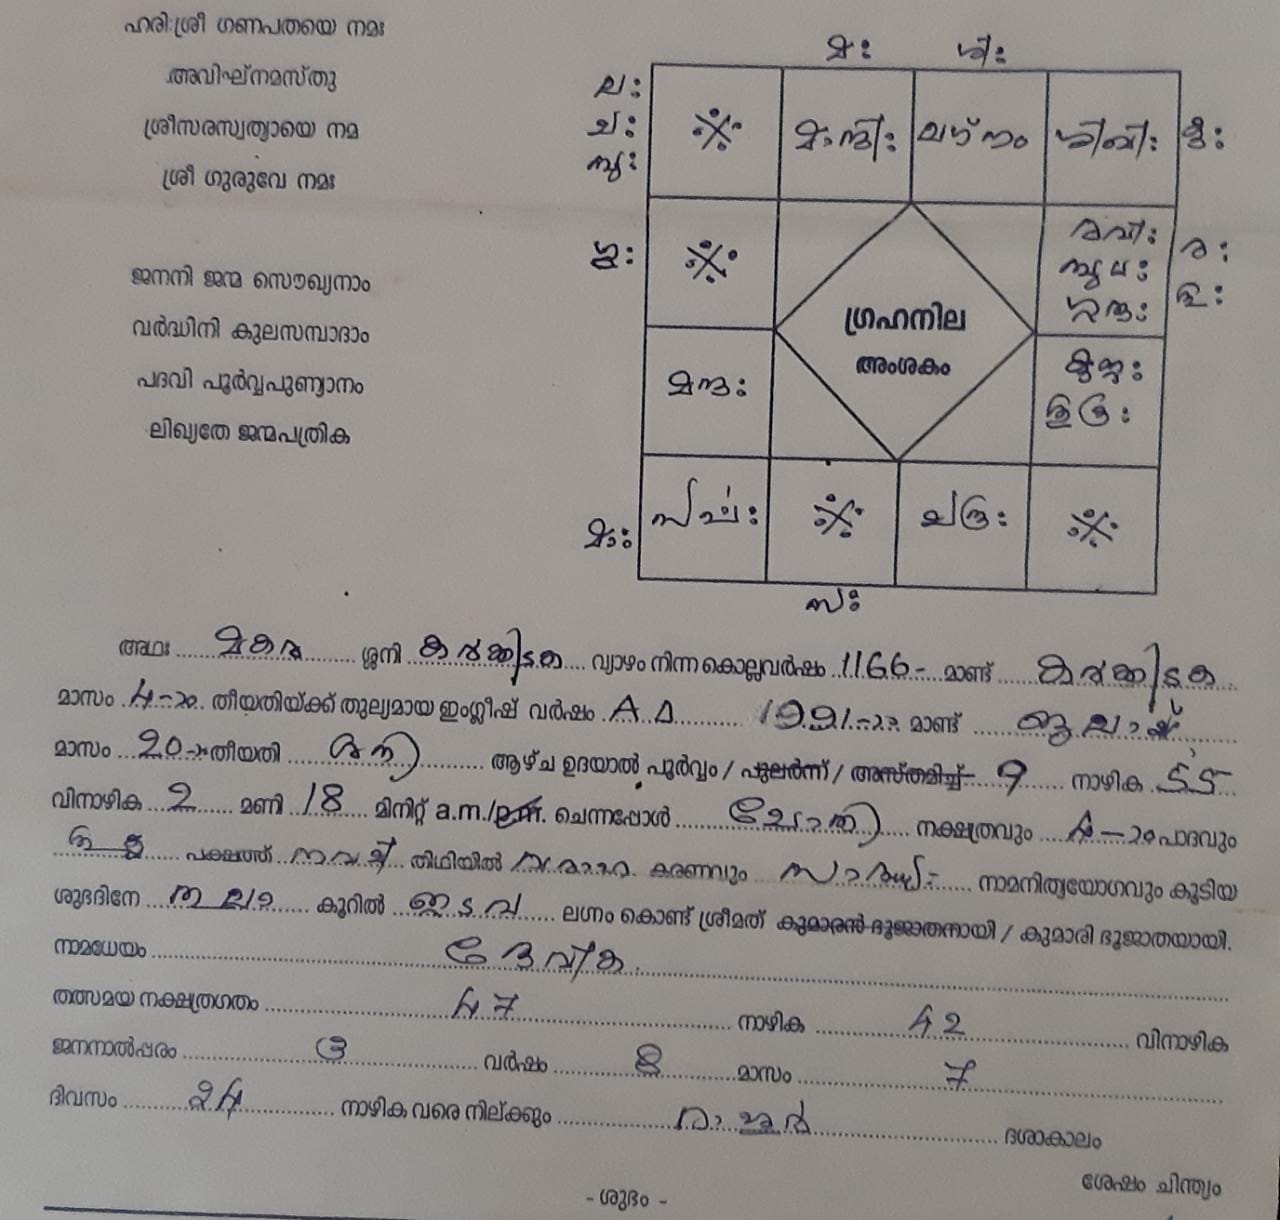 ഹരി:ശ്രീ ഗണപതയെ നമഃ
അവിഘ്നമസ്തു
ശ്രീസരസ്വത്യായെ നമ
ശ്രീ ഗുരുവേ നമഃ
ജനനി ജന്മ സൌഖ്യനാം
വർദ്ധിനി കുലസമ്പാദാം
പദവി പൂർവ്വപുണ്യാനം
ലിഖ്യതേ ജന്മപത്രിക
മഃ ശിഃ
ലഃ
ചഃ
ബുഃ
മാന്ദിഃ ലഗ്നം ശിഖിഃ കുഃ
ഗുഃ
രവിഃ രഃ
ബുധഃ
ഗുരുഃ
ഗ്രഹനില
അംശകം
മന്ദഃ
കുജഃ
ശുക്രഃ
സർപ്പഃ ചന്ദ്രഃ
മാഃ
സഃ
അഥഃ മകര ശ്ശനി കർക്കിടക വ്യാഴം നിന്ന കൊല്ലവർഷം 1166- മാണ്ട് കർക്കിടക
മാസം 4-ാം തീയതിയ്ക്ക് തുല്യമായ ഇംഗ്ലീഷ് വർഷം A.D 1991-ാം മാണ്ട് ജൂലായ്
മാസം 20-ാം തീയതി ശനി ആഴ്ച ഉദയാൽ പൂർവ്വം / പുലർന്ന് / അസ്തമിച്ച് 9 നാഴിക 55
വിനാഴിക 2 മണി 18 മിനിറ്റ് a.m./p.m. ചെന്നപ്പോൾ ചോതി നക്ഷത്രവും 4-ാം പാദവും
പക്ഷത്ത് നവമി തിഥിയിൽ വരാഹ കരണവും സാദ്ധ്യ നാമനിത്യയോഗവും കൂടിയ
ശുദദിനേ തുലാ കൂറിൽ ഇടവ ലഗ്നം കൊണ്ട് ശ്രീമത് കുമാരൻ ഭൂജാതനായി / കുമാരി ഭൂജാതയായി.
നാമധേയം ദേവിക
തത്സമയ നക്ഷത്രഗതം 47 നാഴിക 42 വിനാഴിക
ജനനാൽപ്പരം 3 വർഷം 8 മാസം 7
ദിവസം 24 നാഴിക വരെ നില്ക്കും രാഹുർ ദശാകാലം
ശേഷം ചിന്ത്യം
- ശുദം -